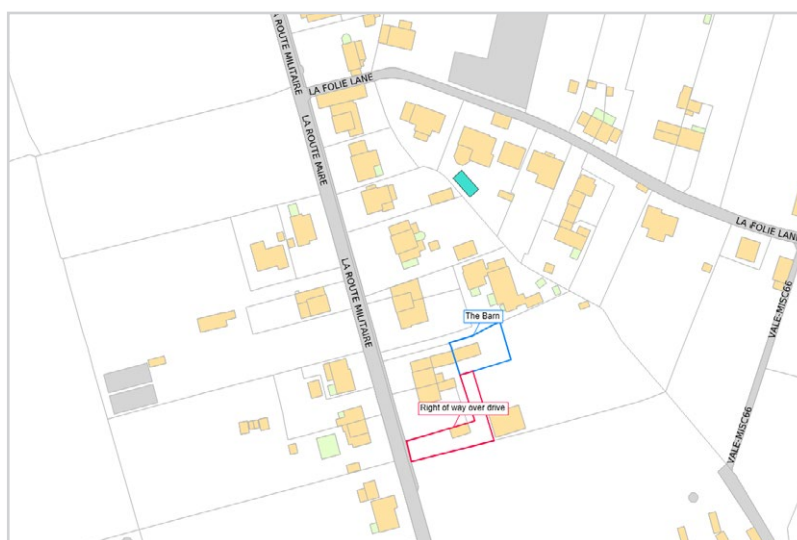 LA ROUTE MILITAIRE
LA FOLIE LANE
LA ROUTE MILITAIRE
LA FOLIE LANE
LA ROUTE MILITAIRE
VALE-MISC66
The Barn
Right of way over drive
VALE-MISC66